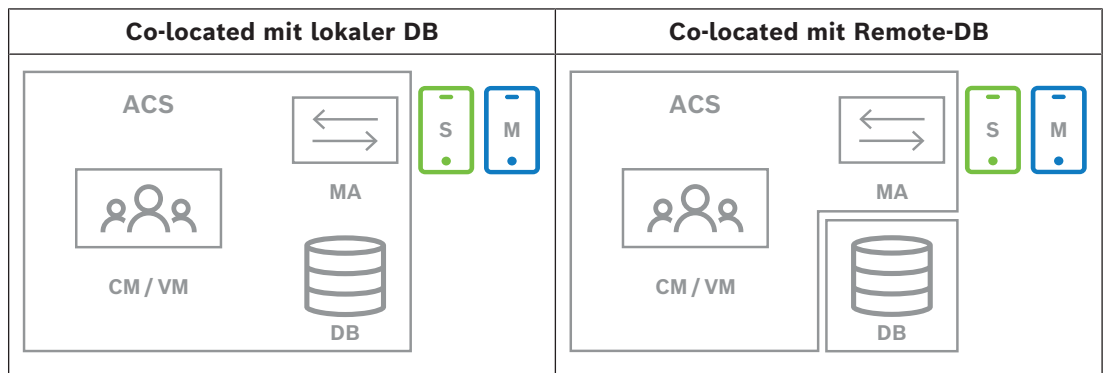 Co-located mit lokaler DB
Co-located mit Remote-DB
ACS
S
M
MA
CM / VM
DB
ACS
S
M
MA
CM / VM
DB